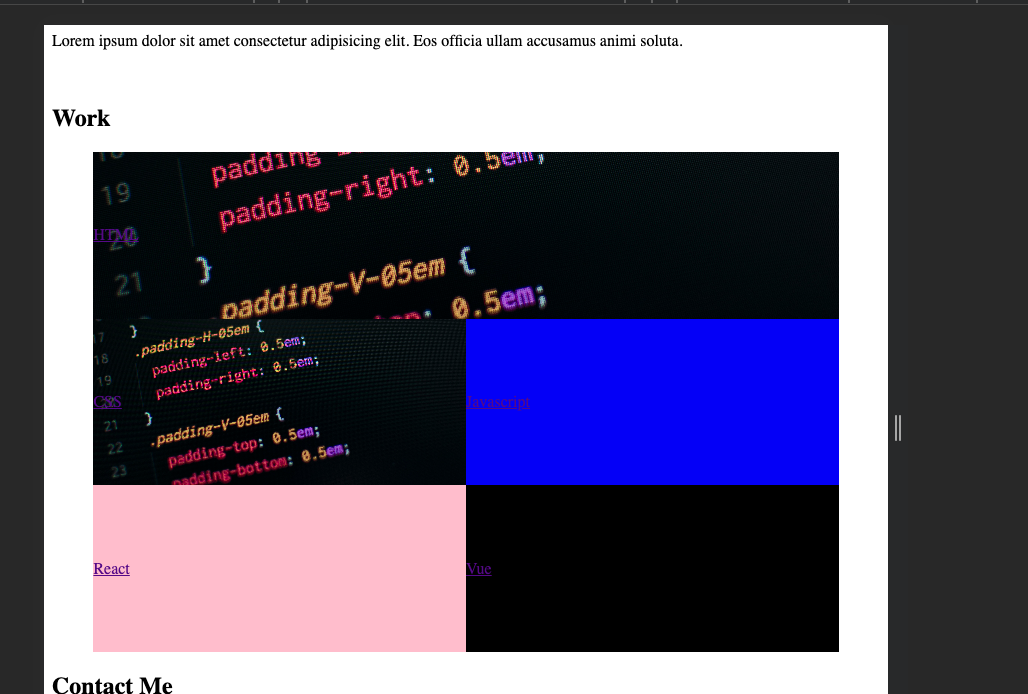 Lorem ipsum dolor sit amet consectetur adipisicing elit. Eos officia ullam accusamus animi soluta.
Work
padding
19
padding-right: 0.5em;
HTML
20
21 }
.padding-V-05em {
0.5em;
17 }
18 .padding-H-05em {
19 padding-left: 0.5em;
padding-right: 0.5em;
CSS
Javascript
21 }
22 .padding-V-05em {
23 padding-top: 0.5em;
padding-bottom: 0.5em;
React
Vue
Contact Me